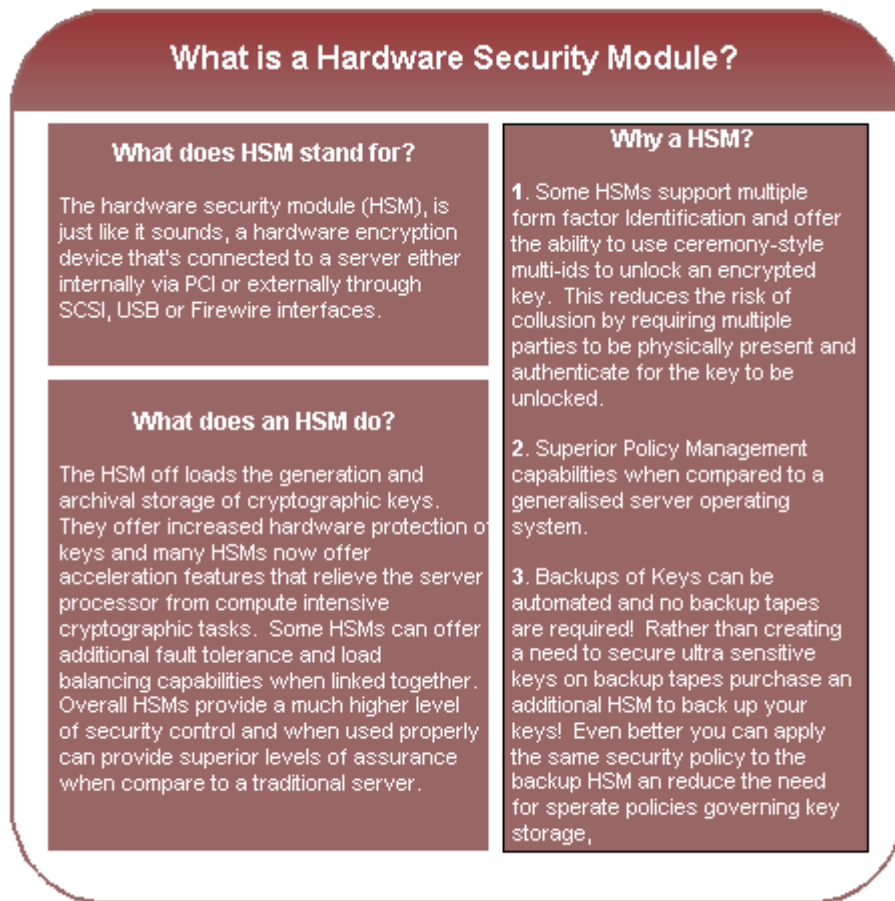 What is a Hardware Security Module?
What does HSM stand for?
The hardware security module (HSM), is
just like it sounds, a hardware encryption
device that's connected to a server either
internally via PCI or externally through
SCSI, USB or Firewire interfaces.
What does an HSM do?
The HSM off loads the generation and
archival storage of cryptographic keys.
They offer increased hardware protection of
keys and many HSMs now offer
acceleration features that relieve the server
processor from compute intensive
cryptographic tasks.  Some HSMs can offer
additional fault tolerance and load
balancing capabilities when linked together.
Overall HSMs provide a much higher level
of security control and when used properly
can provide superior levels of assurance
when compare to a traditional server.
Why a HSM?
1. Some HSMs support multiple
form factor Identification and offer
the ability to use ceremony-style
multi-ids to unlock an encrypted
key.  This reduces the risk of
collusion by requiring multiple
parties to be physically present and
authenticate for the key to be
unlocked.
2. Superior Policy Management
capabilities when compared to a
generalised server operating
system.
3. Backups of Keys can be
automated and no backup tapes
are required!  Rather than creating
a need to secure ultra sensitive
keys on backup tapes purchase an
additional HSM to back up your
keys!  Even better you can apply
the same security policy to the
backup HSM an reduce the need
for sperate policies governing key
storage,